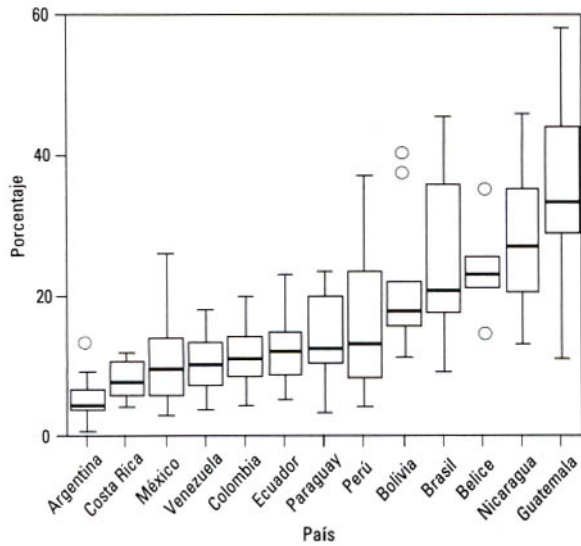 60
40
20
0
Porcentaje
Argentina
Costa Rica
México
Venezuela
Colombia
Ecuador
Paraguay
Perú
Bolivia
Brasil
Belice
Nicaragua
Guatemala
País